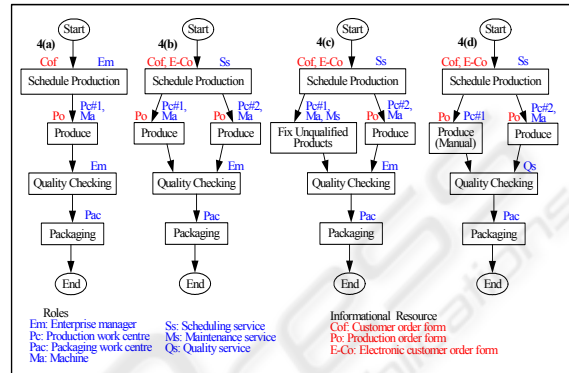 Start Start Start Start
4(a) 4(b) 4(c) 4(d)
Cof Em Cof, E-Co Ss Cof, E-Co Ss Cof, E-Co Ss
Schedule Production Schedule Production Schedule Production Schedule Production
Po Pc#1, Ma Po Pc#1, Ma Po Pc#2, Ma Pc#1, Ma, Ms Po Pc#2, Ma Po Pc#1 Po Pc#2, Ma
Produce Produce Produce Fix Unqualified Products Produce Produce (Manual) Produce
Em Em Em Qs
Quality Checking Quality Checking Quality Checking Quality Checking
Pac Pac Pac Pac
Packaging Packaging Packaging Packaging
End End End End
Roles Informational Resource
Em: Enterprise manager Ss: Scheduling service Cof: Customer order form
Pc: Production work centre Ms: Maintenance service Po: Production order form
Pac: Packaging work centre Qs: Quality service E-Co: Electronic customer order form
Ma: Machine